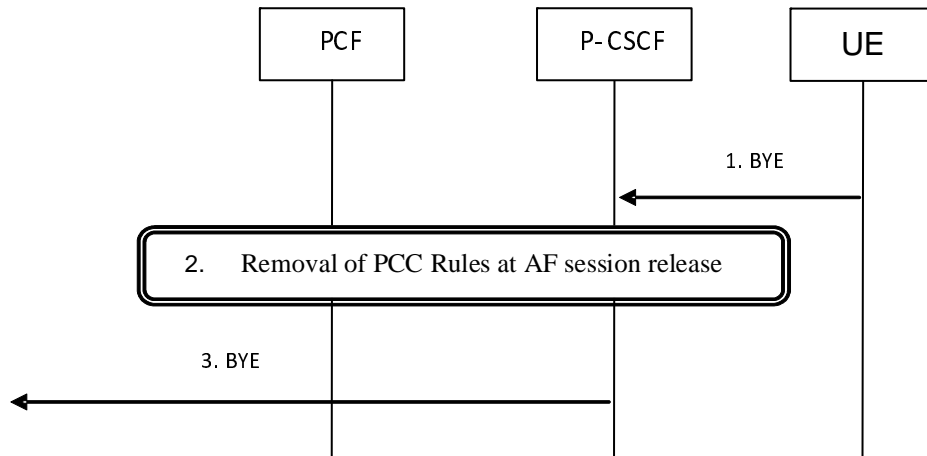 PCF
P-CSCF
UE
1. BYE
2. Removal of PCC Rules at AF session release
3. BYE